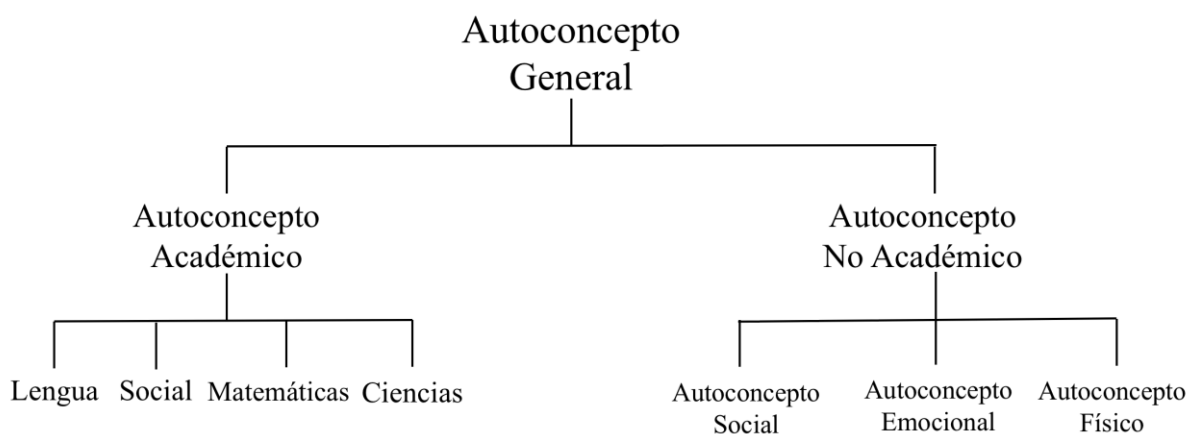 Autoconcepto
General
Autoconcepto
Académico
Autoconcepto
No Académico
Lengua
Social
Matemáticas
Ciencias
Autoconcepto
Social
Autoconcepto
Emocional
Autoconcepto
Físico